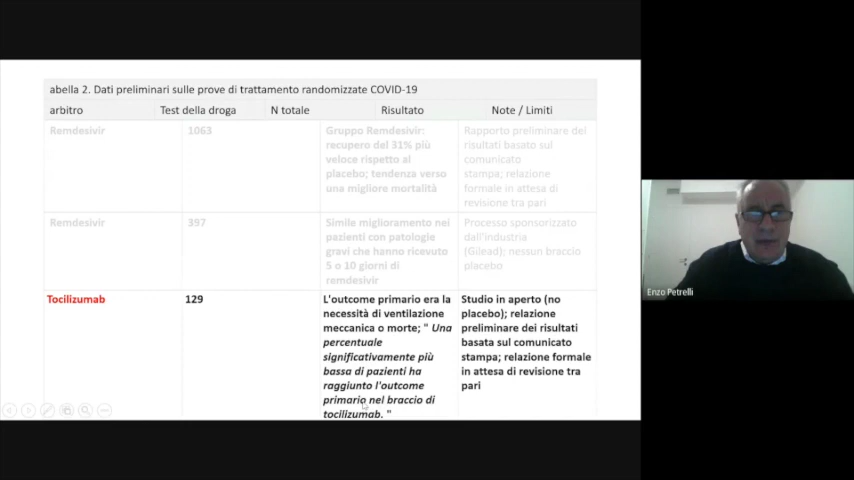 abella 2. Dati preliminari sulle prove di trattamento randomizzate COVID-19
arbitro Test della droga N totale Risultato Note / Limiti
Remdesivir
1063
Gruppo Remdesivir:
recupero del 31% più
veloce rispetto al
placebo; tendenza verso
una migliore mortalità
Rapporto preliminare dei
risultati basato sul
comunicato
stampa; relazione
formale in attesa di
revisione tra pari
Remdesivir
397
Simile miglioramento nei
pazienti con patologie
gravi che hanno ricevuto
5 o 10 giorni di
remdesivir
Processo sponsorizzato
dall'industria
(Gilead); nessun braccio
placebo
Tocilizumab
129
L'outcome primario era la
necessità di ventilazione
meccanica o morte; " Una
percentuale
significativamente più
bassa di pazienti ha
raggiunto l'outcome
primario nel braccio di
tocilizumab. "
Studio in aperto (no
placebo); relazione
preliminare dei risultati
basata sul comunicato
stampa; relazione formale
in attesa di revisione tra
pari
Enzo Petrelli